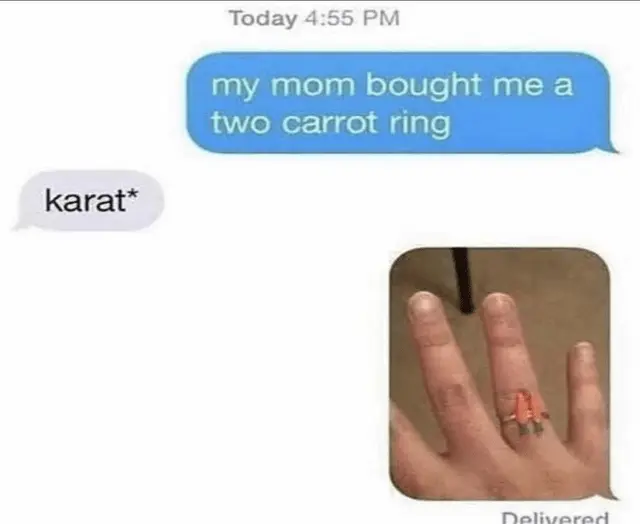 Today 4:55 PM
my mom bought me a
two carrot ring
karat*
Delivered